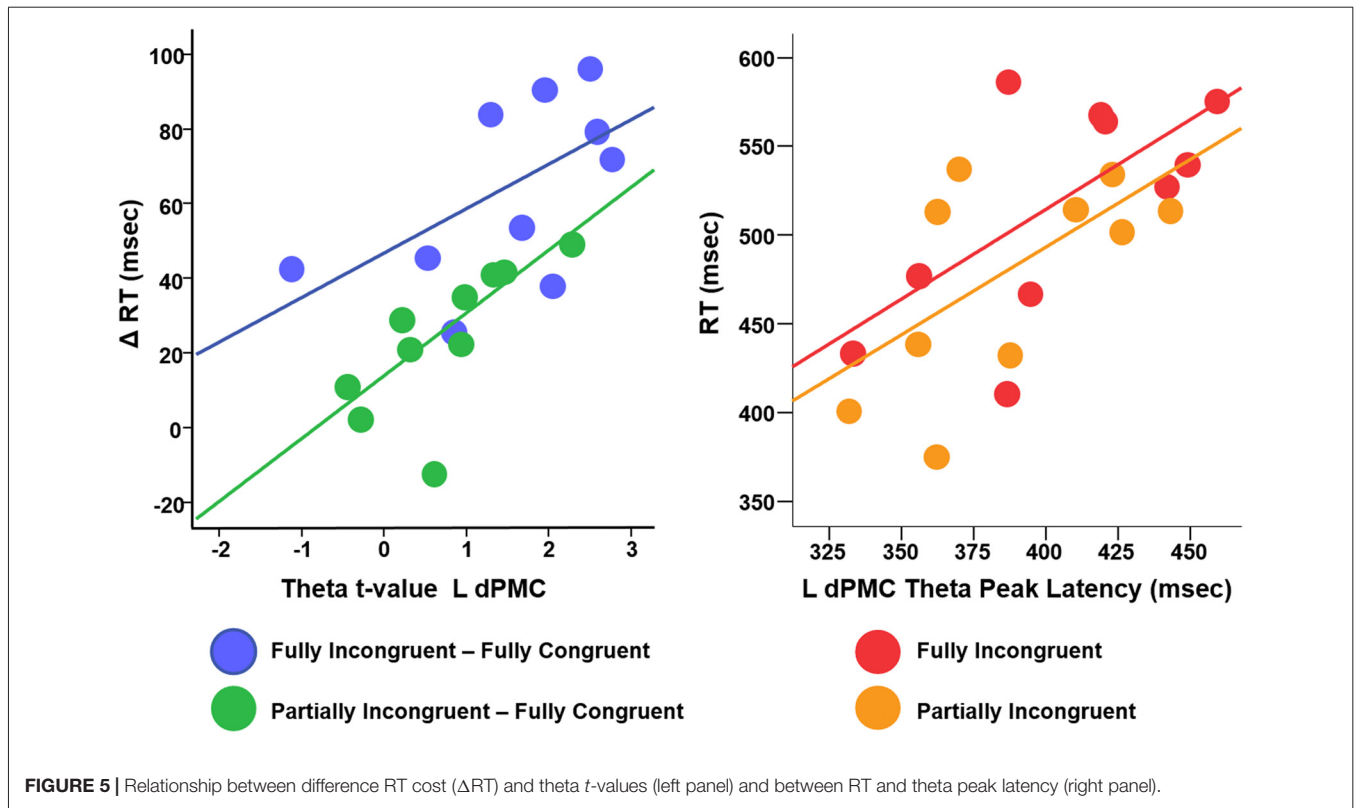 100
80
60
40
20
0
-20
Δ RT (msec)
-2 -1 0 1 2 3
Theta t-value L dPMC
600
550
500
450
400
350
RT (msec)
325 350 375 400 425 450
L dPMC Theta Peak Latency (msec)
Fully Incongruent – Fully Congruent
Partially Incongruent – Fully Congruent
Fully Incongruent
Partially Incongruent
FIGURE 5 | Relationship between difference RT cost (ΔRT) and theta t-values (left panel) and between RT and theta peak latency (right panel).